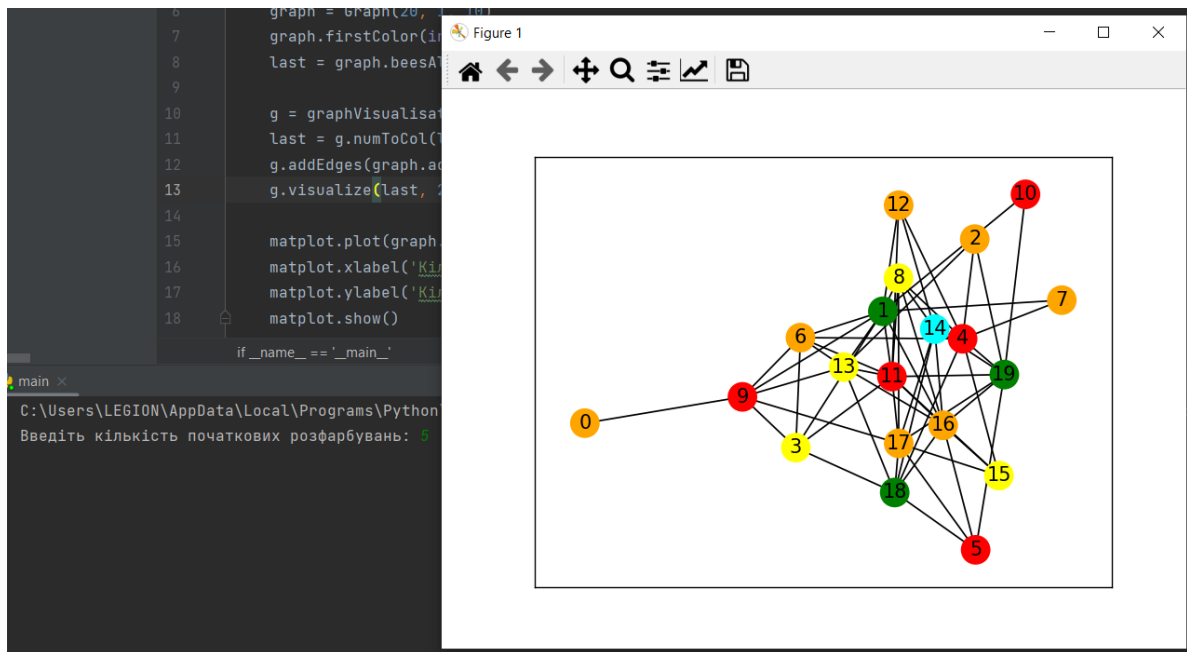 6 graph = Graph(20,
7 graph.firstColor(in
8 last = graph.beesAl
9
10 g = graphVisualisat
11 last = g.numToCol(l
12 g.addEdges(graph.ad
13 g.visualize(last, 2
14
15 matplot.plot(graph.
16 matplot.xlabel('Кіл
17 matplot.ylabel('Кіл
18 matplot.show()
if __name__ == '__main__'
main
C:\Users\LEGION\AppData\Local\Programs\Python
Введіть кількість початкових розфарбувань: 5
Figure 1
10
12
2
8
7
1
14
6
4
13
11
19
9
0
16
17
3
15
18
5